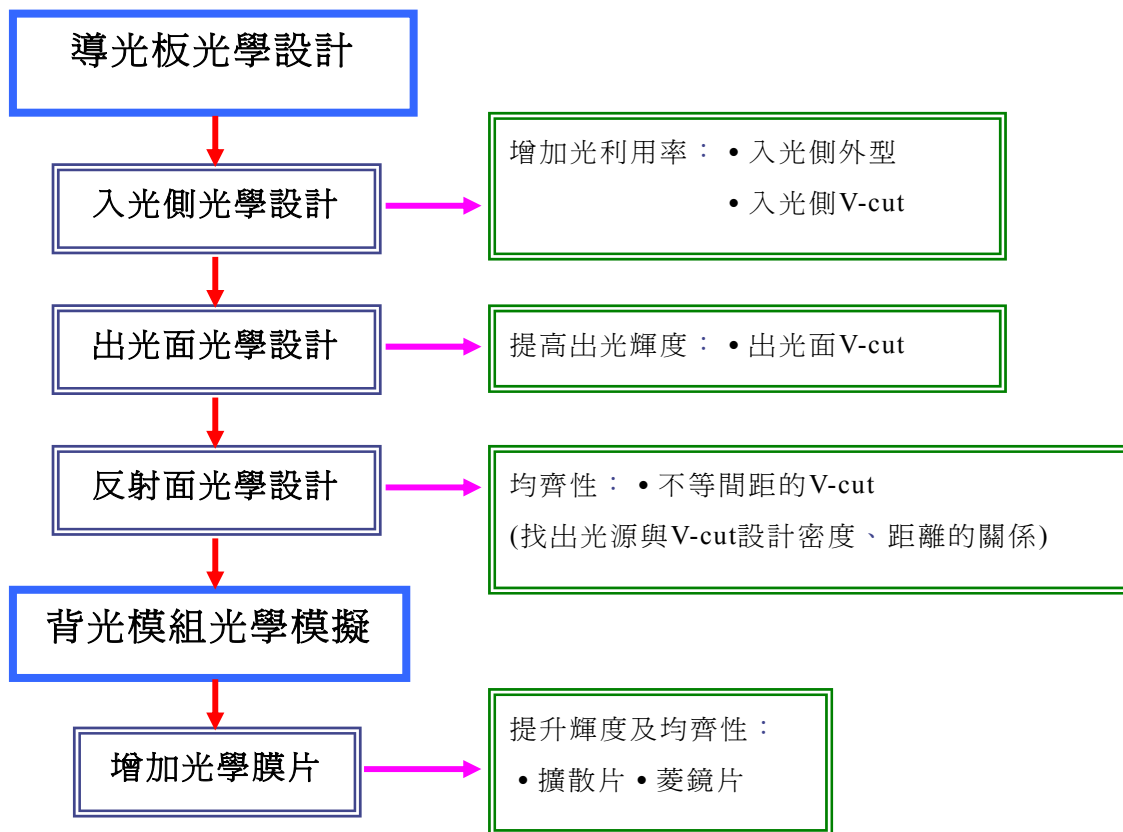 導光板光學設計
入光側光學設計
增加光利用率：•入光側外型
•入光側V-cut
出光面光學設計
提高出光輝度：•出光面V-cut
反射面光學設計
均齊性：•不等間距的V-cut
(找出光源與V-cut設計密度、距離的關係)
背光模組光學模擬
增加光學膜片
提升輝度及均齊性：
•擴散片•菱鏡片